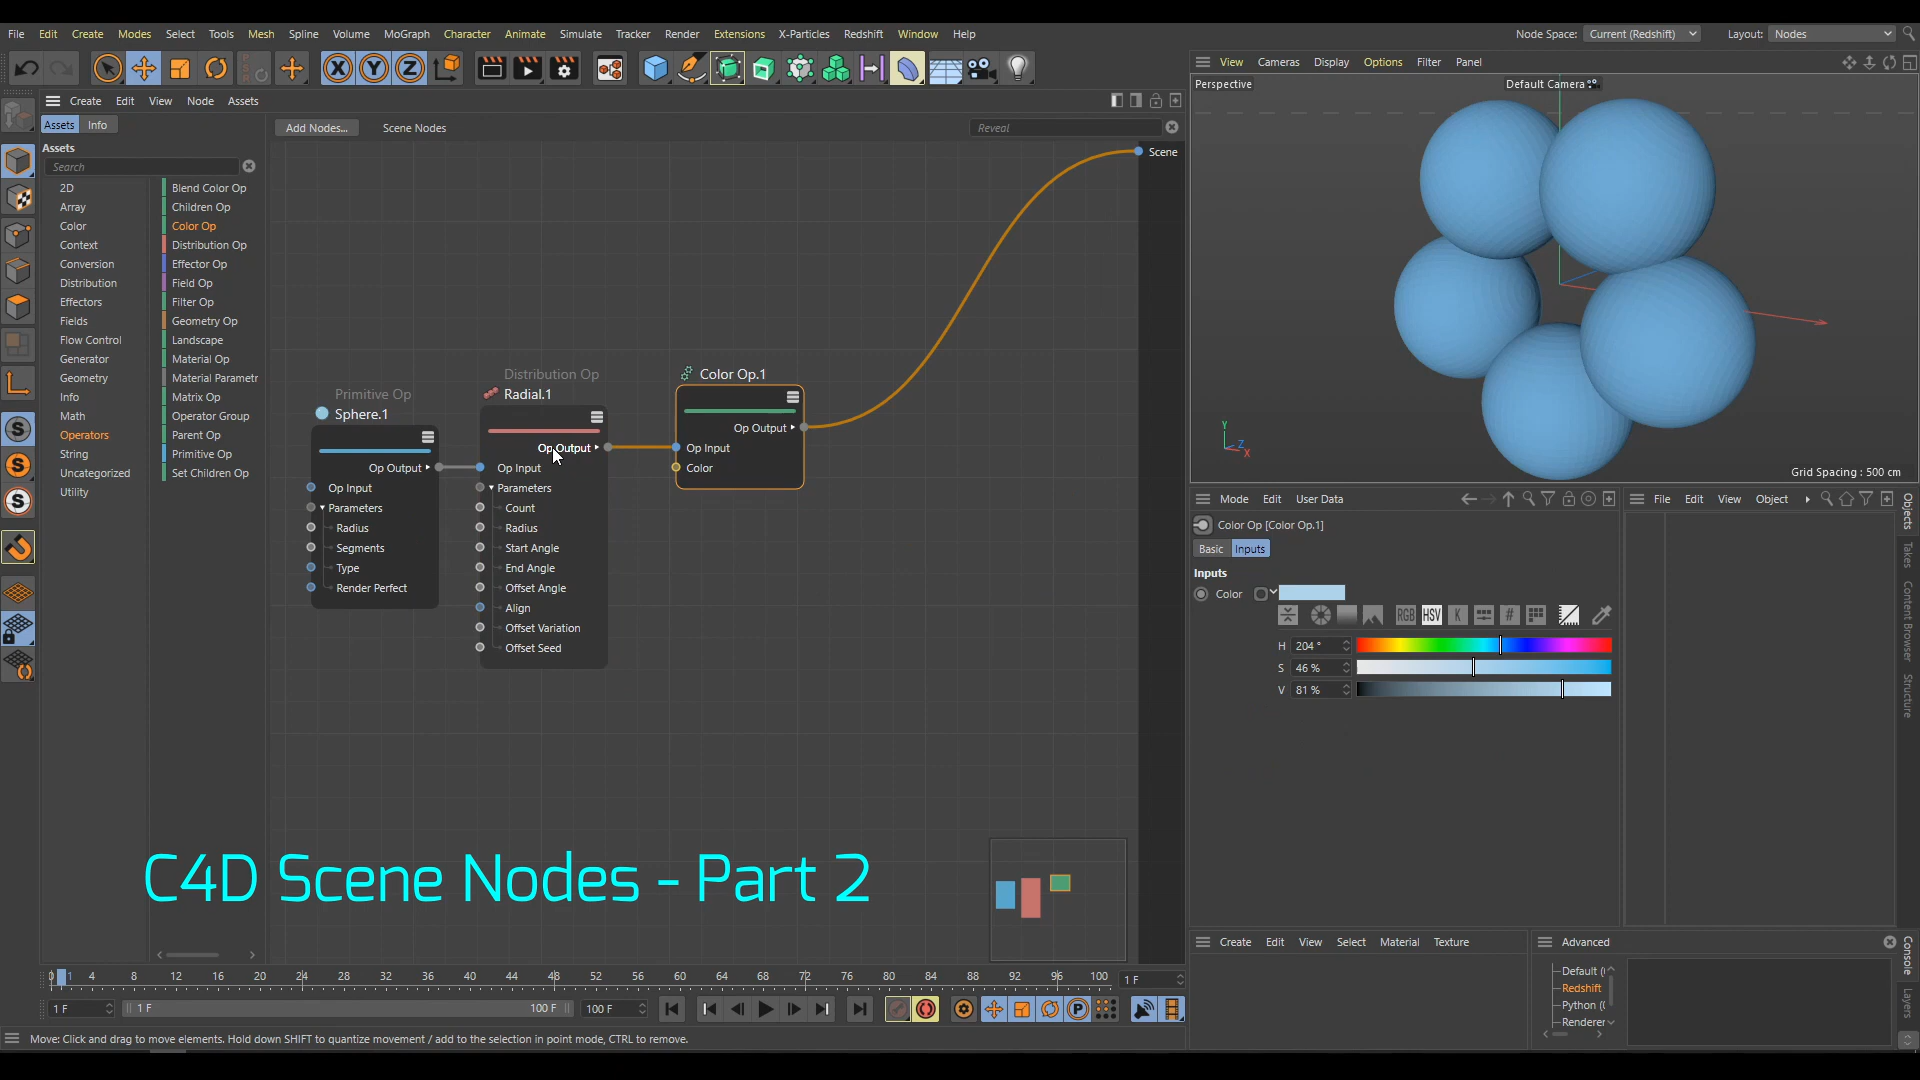 File Edit Create Modes Select Tools Mesh Spline Volume MoGraph Character Animate Simulate Tracker Render Extensions X-Particles Redshift Window Help Node Space: Current (Redshift) Layout: Nodes
X Y Z
Create Edit View Node Assets
Assets Info
Add Nodes... Scene Nodes Reveal
Assets
Search
2D
Array
Color
Context
Conversion
Distribution
Effectors
Fields
Flow Control
Generator
Geometry
Info
Math
Operators
String
Uncategorized
Utility
Blend Color Op
Children Op
Color Op
Distribution Op
Effector Op
Field Op
Filter Op
Geometry Op
Landscape
Material Op
Material Parametr
Matrix Op
Operator Group
Parent Op
Primitive Op
Set Children Op
Scene
Primitive Op
Sphere.1
Op Output
Op Input
Parameters
Radius
Segments
Type
Render Perfect
Distribution Op
Radial.1
Op Output
Op Input
Parameters
Count
Radius
Start Angle
End Angle
Offset Angle
Align
Offset Variation
Offset Seed
Color Op.1
Op Output
Op Input
Color
C4D Scene Nodes - Part 2
View Cameras Display Options Filter Panel
Perspective Default Camera
Y
Z
X
Grid Spacing : 500 cm
Mode Edit User Data
Color Op [Color Op.1]
Basic Inputs
Inputs
Color
RGB HSV K #
H 204 °
S 46 %
V 81 %
File Edit View Object
Objects
Takes
Content Browser
Structure
Create Edit View Select Material Texture
Advanced
Default (
Redshift
Python (
Renderer
Console
Layers
1 4 8 12 16 20 24 28 32 36 40 44 48 52 56 60 64 68 72 76 80 84 88 92 96 100 1 F
1 F 1 F 100 F 100 F
P
Move: Click and drag to move elements. Hold down SHIFT to quantize movement / add to the selection in point mode, CTRL to remove.